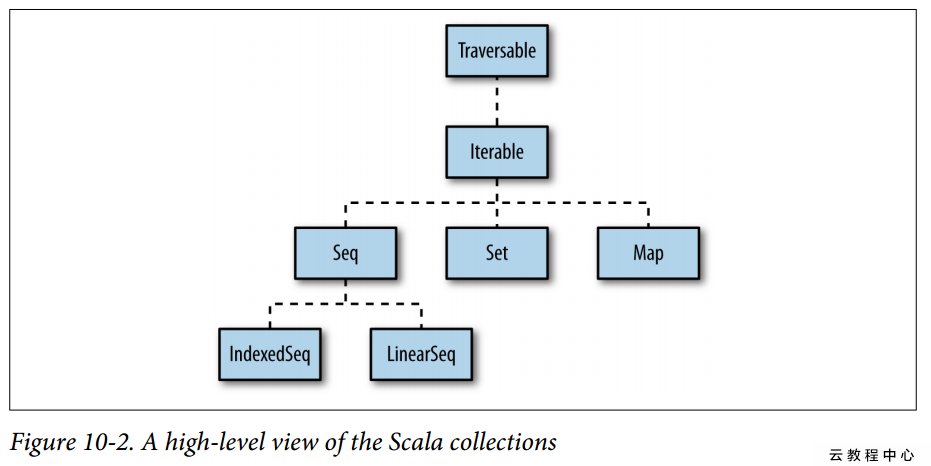 Traversable
Iterable
Seq
Set
Map
IndexedSeq
LinearSeq
Figure 10-2. A high-level view of the Scala collections
云教程中心